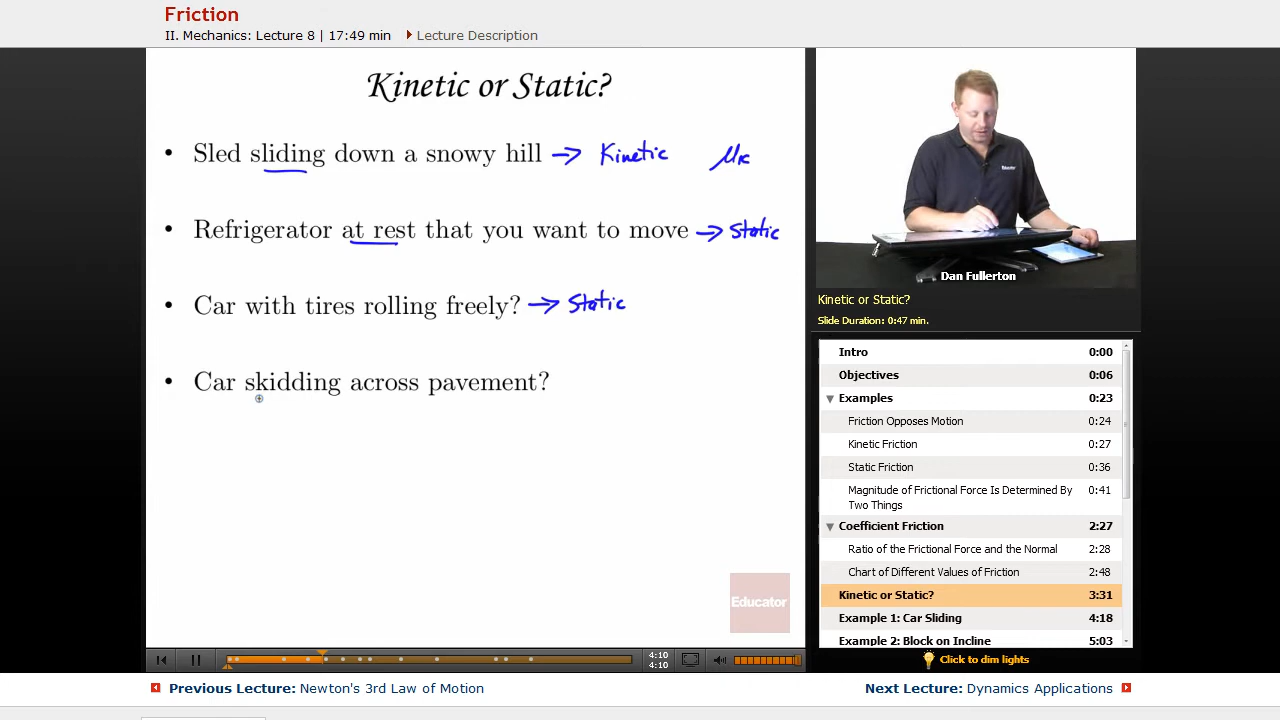 Friction
II. Mechanics: Lecture 8 | 17:49 min
Lecture Description
Kinetic or Static?
• Sled sliding down a snowy hill → Kinetic μK
• Refrigerator at rest that you want to move → Static
• Car with tires rolling freely? → Static
• Car skidding across pavement?
Educator
Educator
Dan Fullerton
Kinetic or Static?
Slide Duration: 0:47 min.
Intro 0:00
Objectives 0:06
Examples 0:23
Friction Opposes Motion 0:24
Kinetic Friction 0:27
Static Friction 0:36
Magnitude of Frictional Force Is Determined By
Two Things 0:41
Coefficient Friction 2:27
Ratio of the Frictional Force and the Normal 2:28
Chart of Different Values of Friction 2:48
Kinetic or Static? 3:31
Example 1: Car Sliding 4:18
Example 2: Block on Incline 5:03
4:10
4:10
Click to dim lights
Previous Lecture: Newton's 3rd Law of Motion
Next Lecture: Dynamics Applications